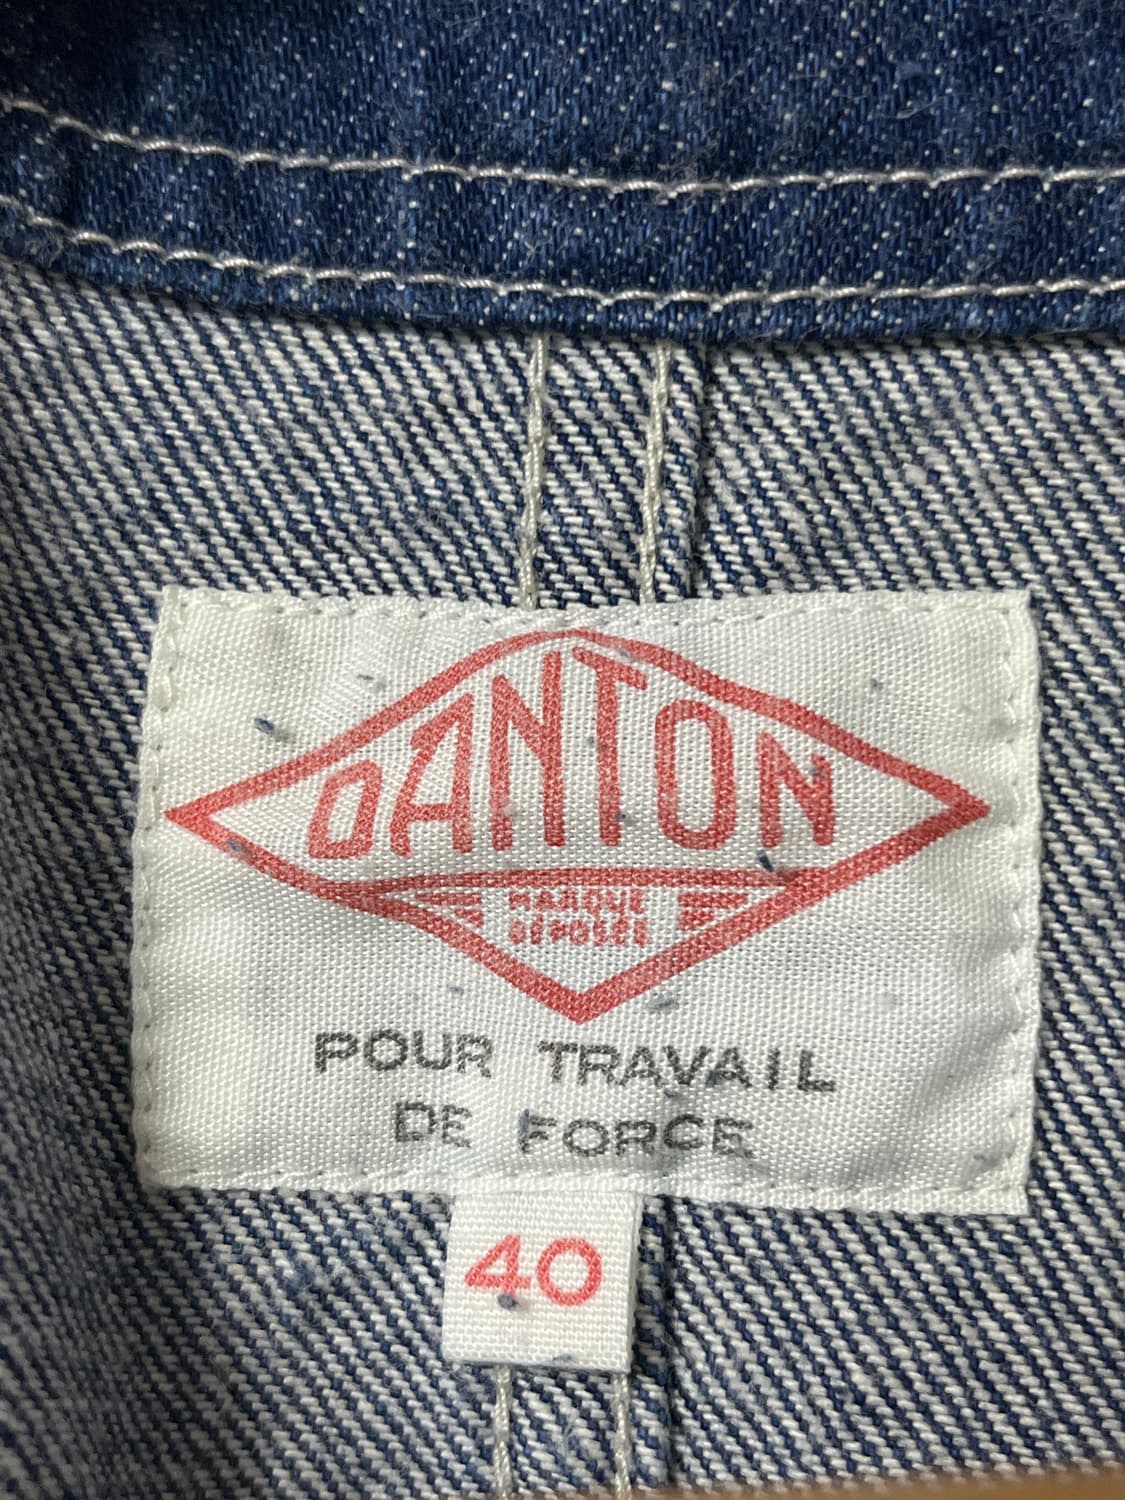 DANTON
MARQUE
DÉPOSÉE
POUR TRAVAIL
DE FORCE
40